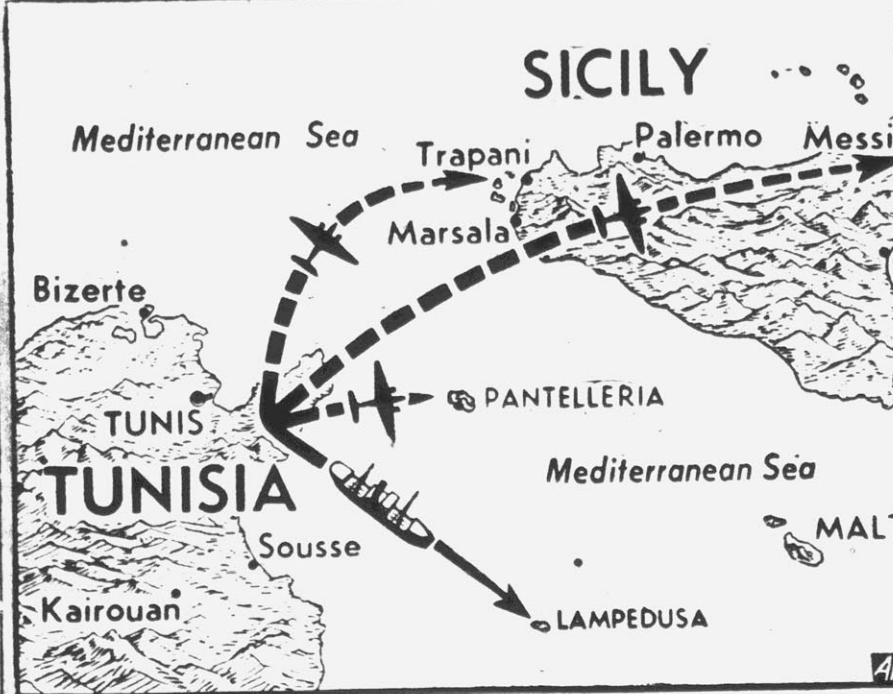 SICILY
Mediterranean Sea
Trapani
Palermo
Messi
Marsala
Bizerte
TUNIS
PANTELLERIA
TUNISIA
Mediterranean Sea
MALT
Sousse
Kairouan
LAMPEDUSA
A